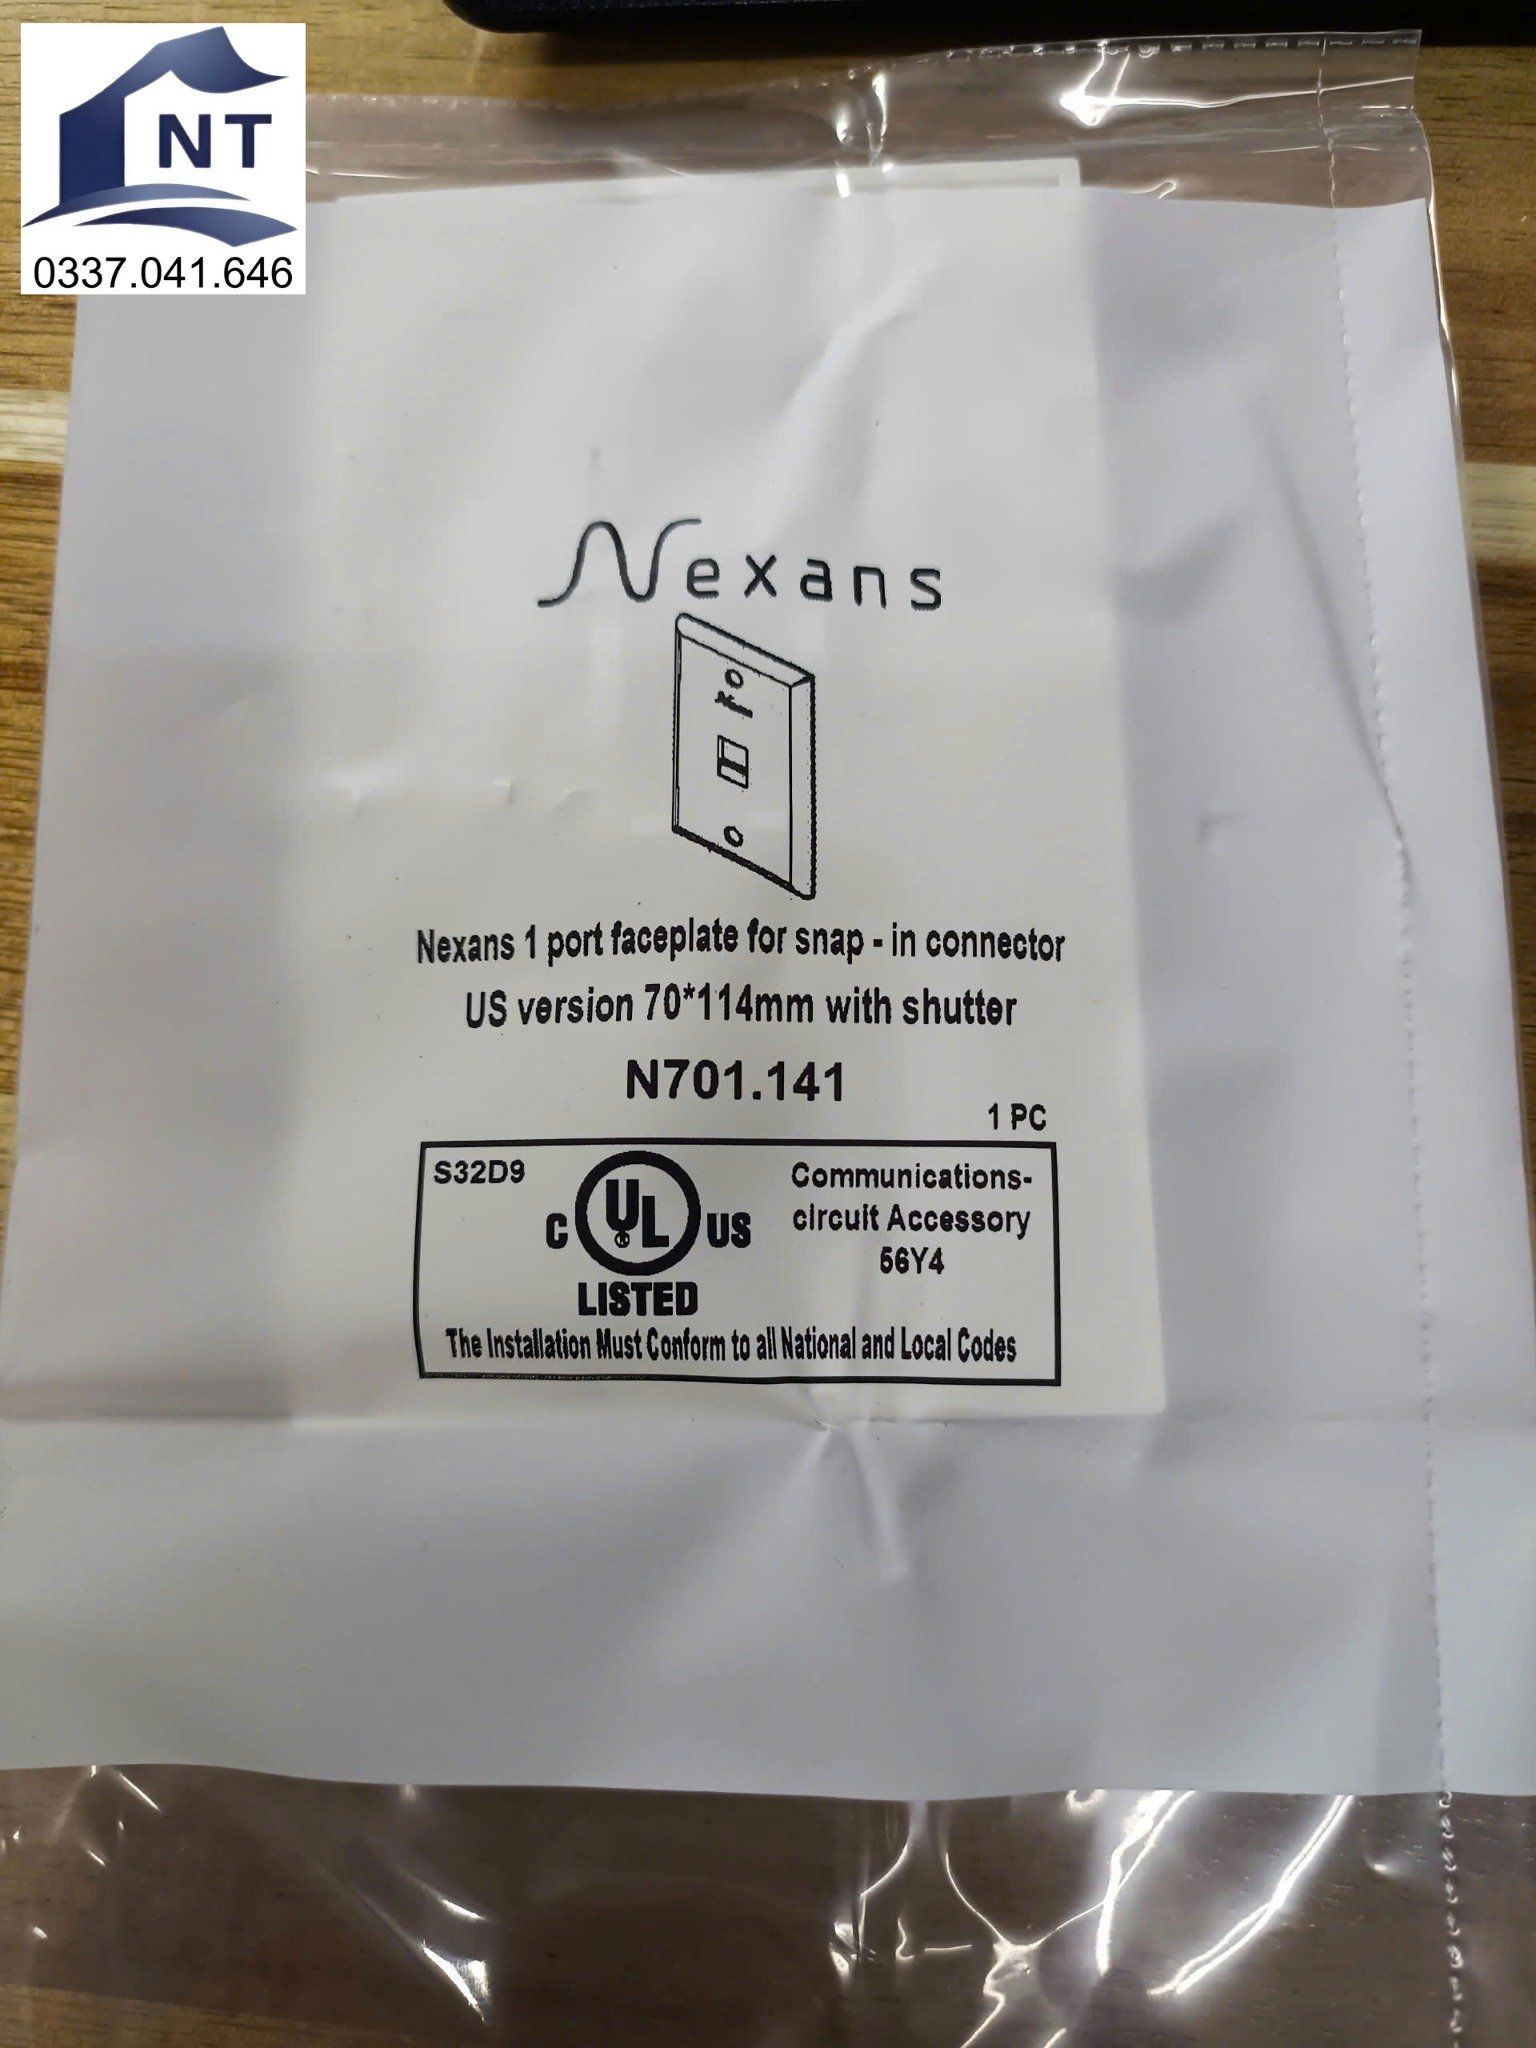 NT
0337.041.646
Nexans
Nexans 1 port faceplate for snap - in connector
US version 70*114mm with shutter
N701.141
1 PC
S32D9
C UL US
LISTED
Communications-
circuit Accessory
56Y4
The Installation Must Conform to all National and Local Codes